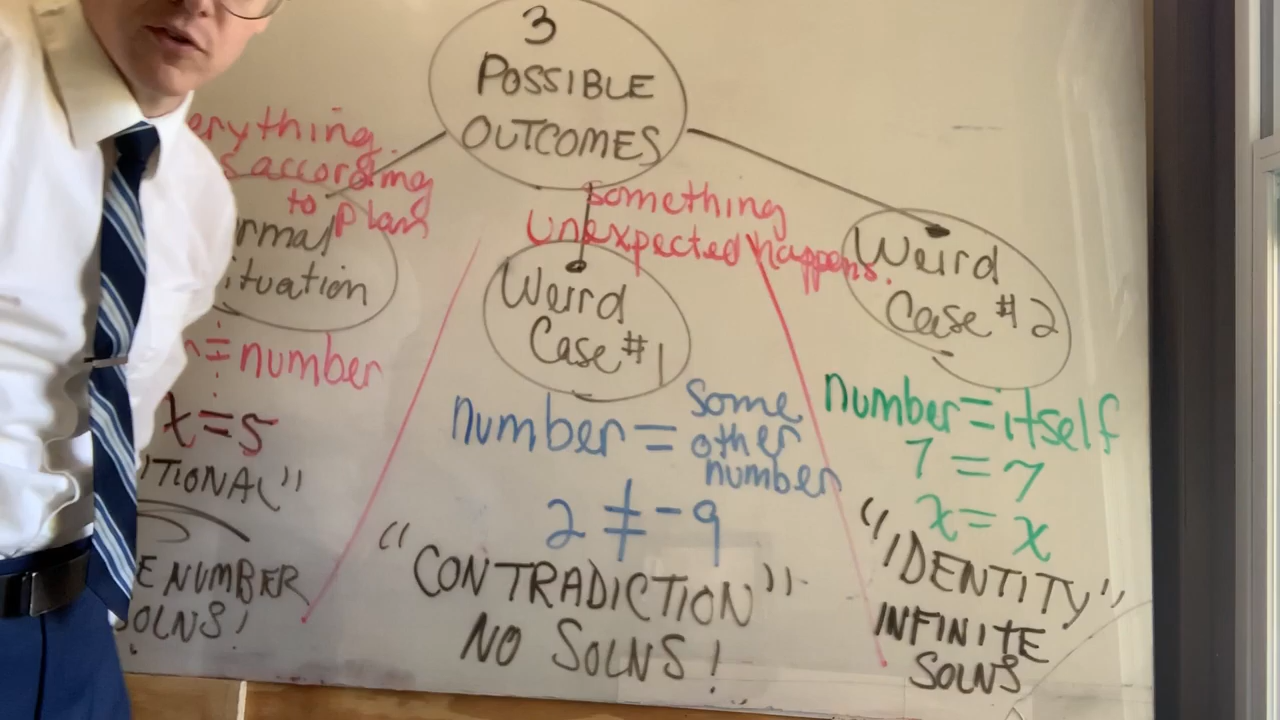 3
POSSIBLE
OUTCOMES
erything
s according
to plan
rmal
ituation
= number
x = 5
ITIONAL"
E NUMBER
OLNS!
something
unexpected happens.
Weird
Case #1
number = some
other
number
2 ≠ -9
"CONTRADICTION"
NO SOLNS!
Weird
Case #2
number = itself
7 = 7
x = x
"IDENTITY"
INFINITE
SOLNS